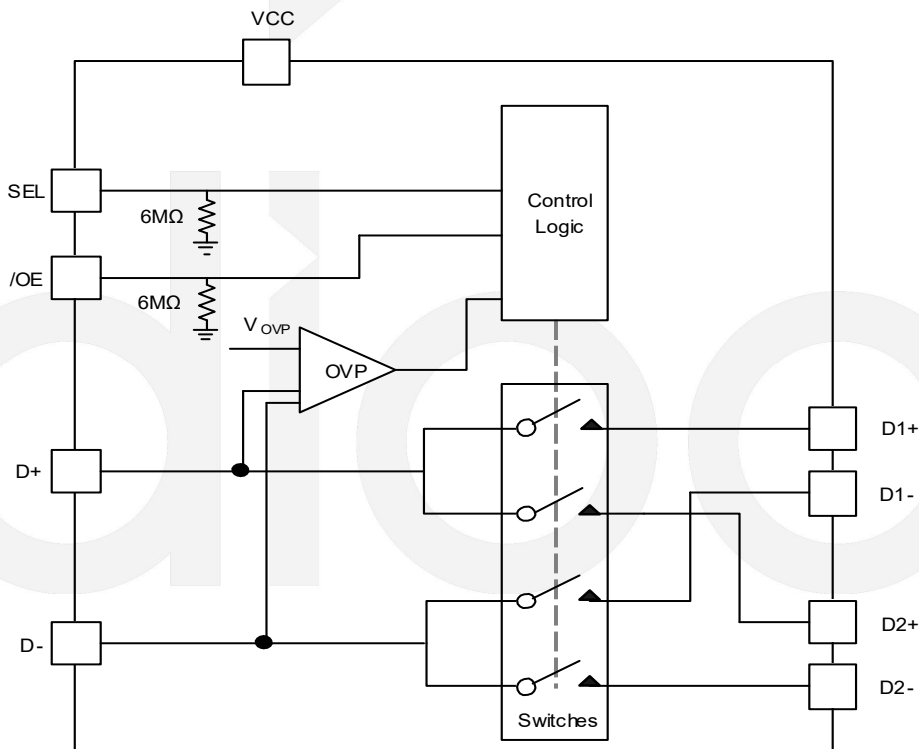 VCC
SEL
6MΩ
Control
Logic
/OE
6MΩ
VOVP
OVP
D1+
D+
D1-
D2+
D-
D2-
Switches